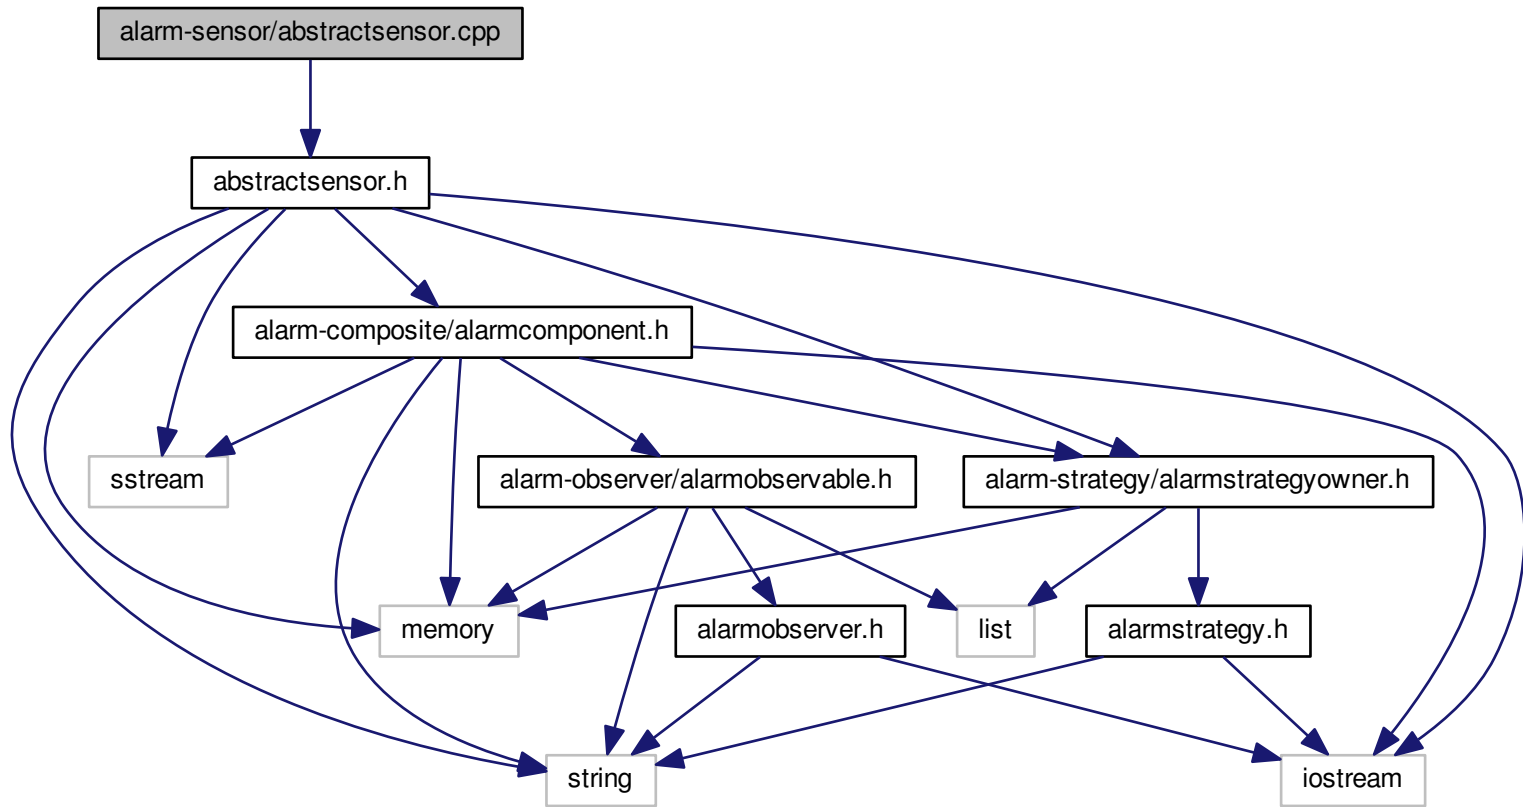 alarm-sensor/abstractsensor.cpp
abstractsensor.h
alarm-composite/alarmcomponent.h
sstream
alarm-observer/alarmobservable.h
alarm-strategy/alarmstrategyowner.h
memory
alarmobserver.h
list
alarmstrategy.h
string
iostream